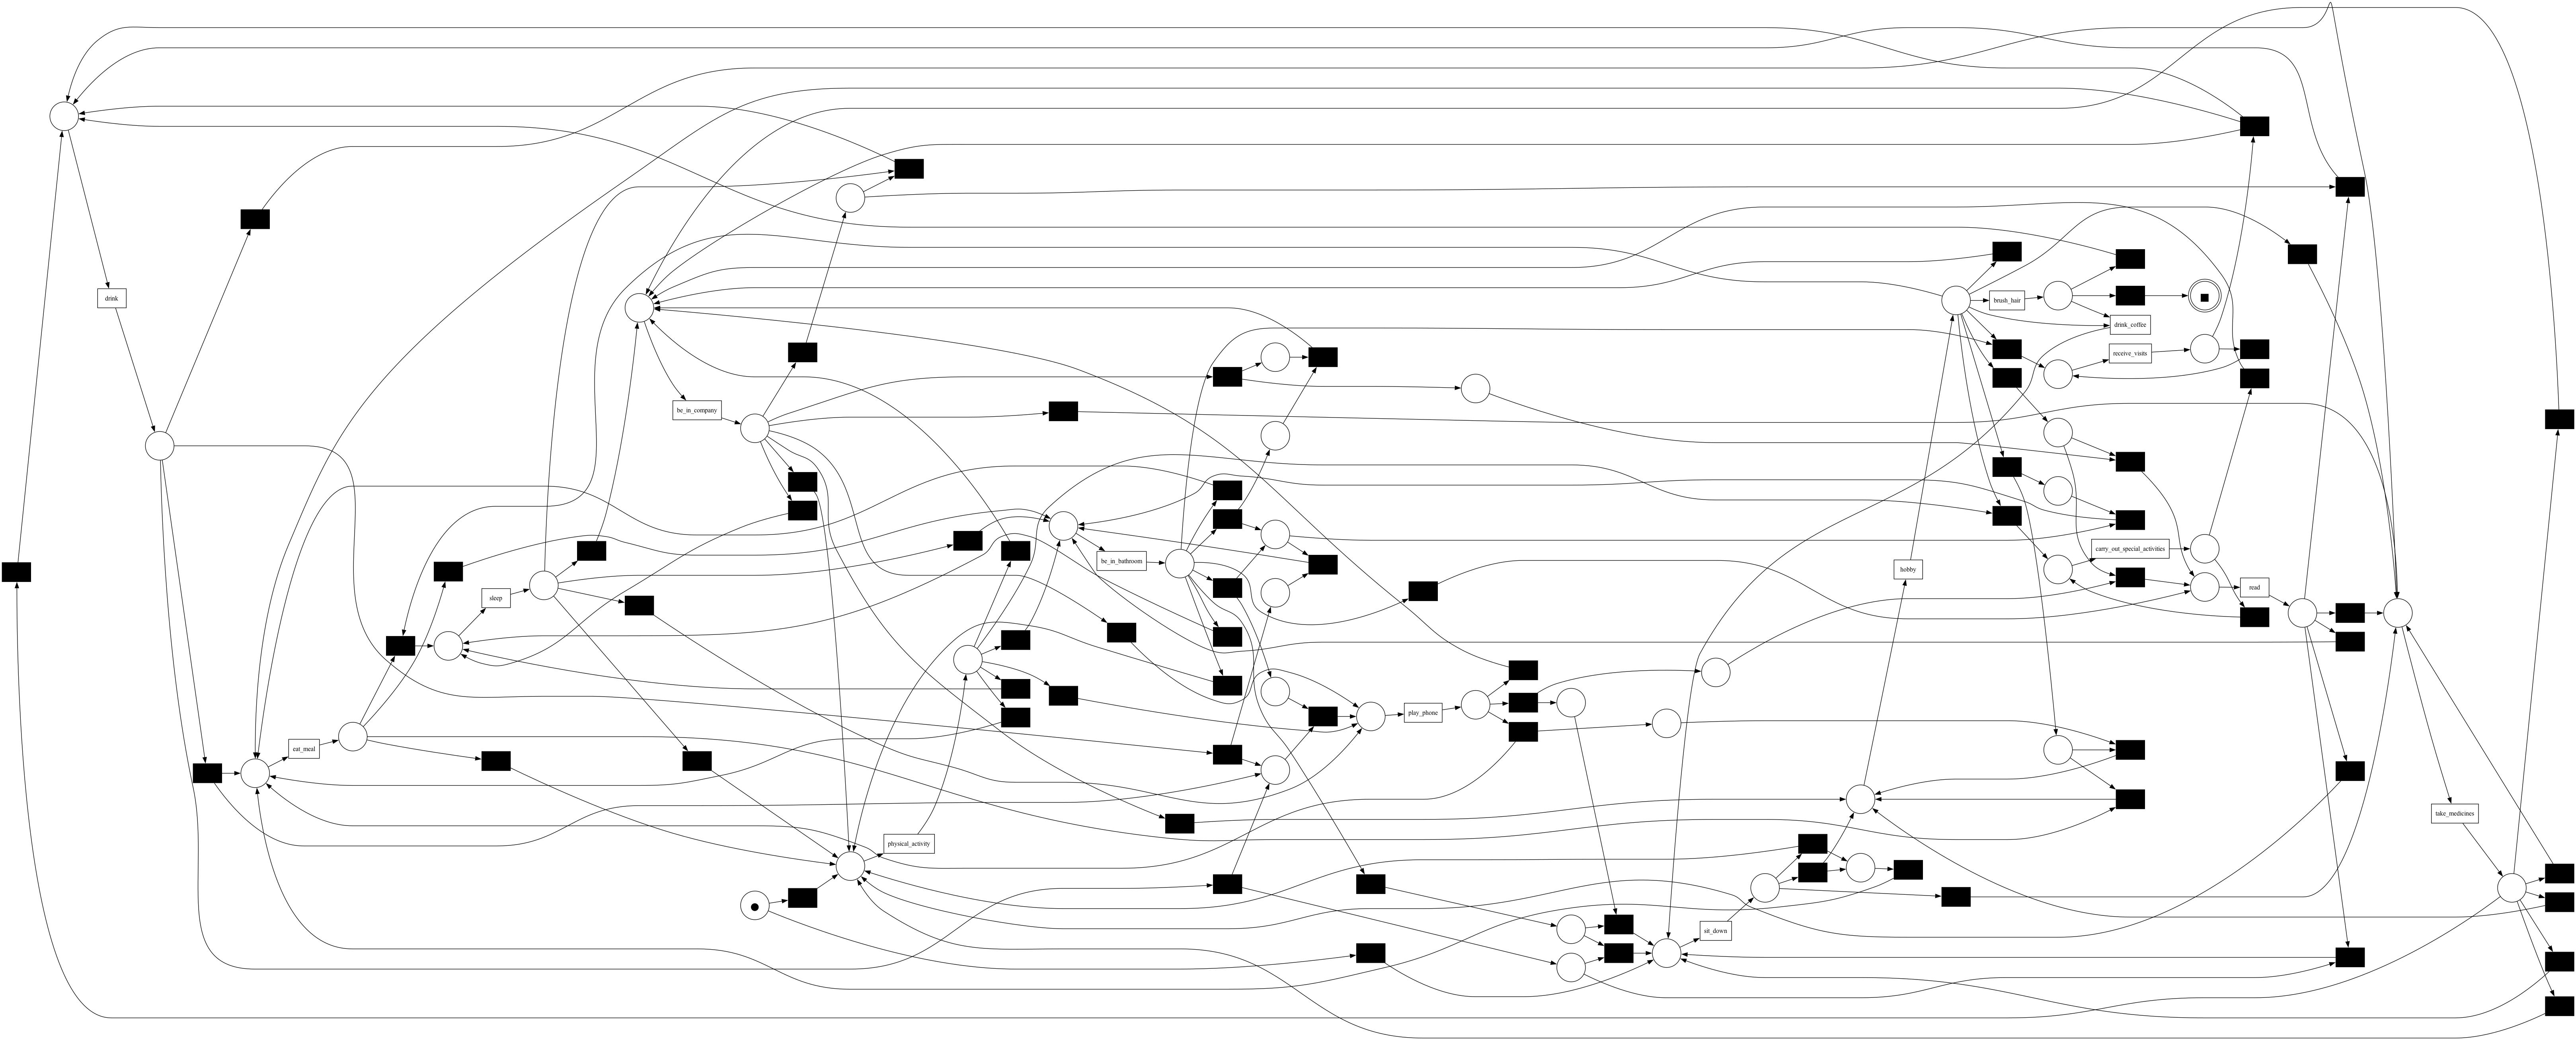 drink
brush_hair
drink_coffee
receive_visits
be_in_company
carry_out_special_activities
be_in_bathroom
hobby
read
sleep
play_phone
eat_meal
take_medicines
physical_activity
sit_down